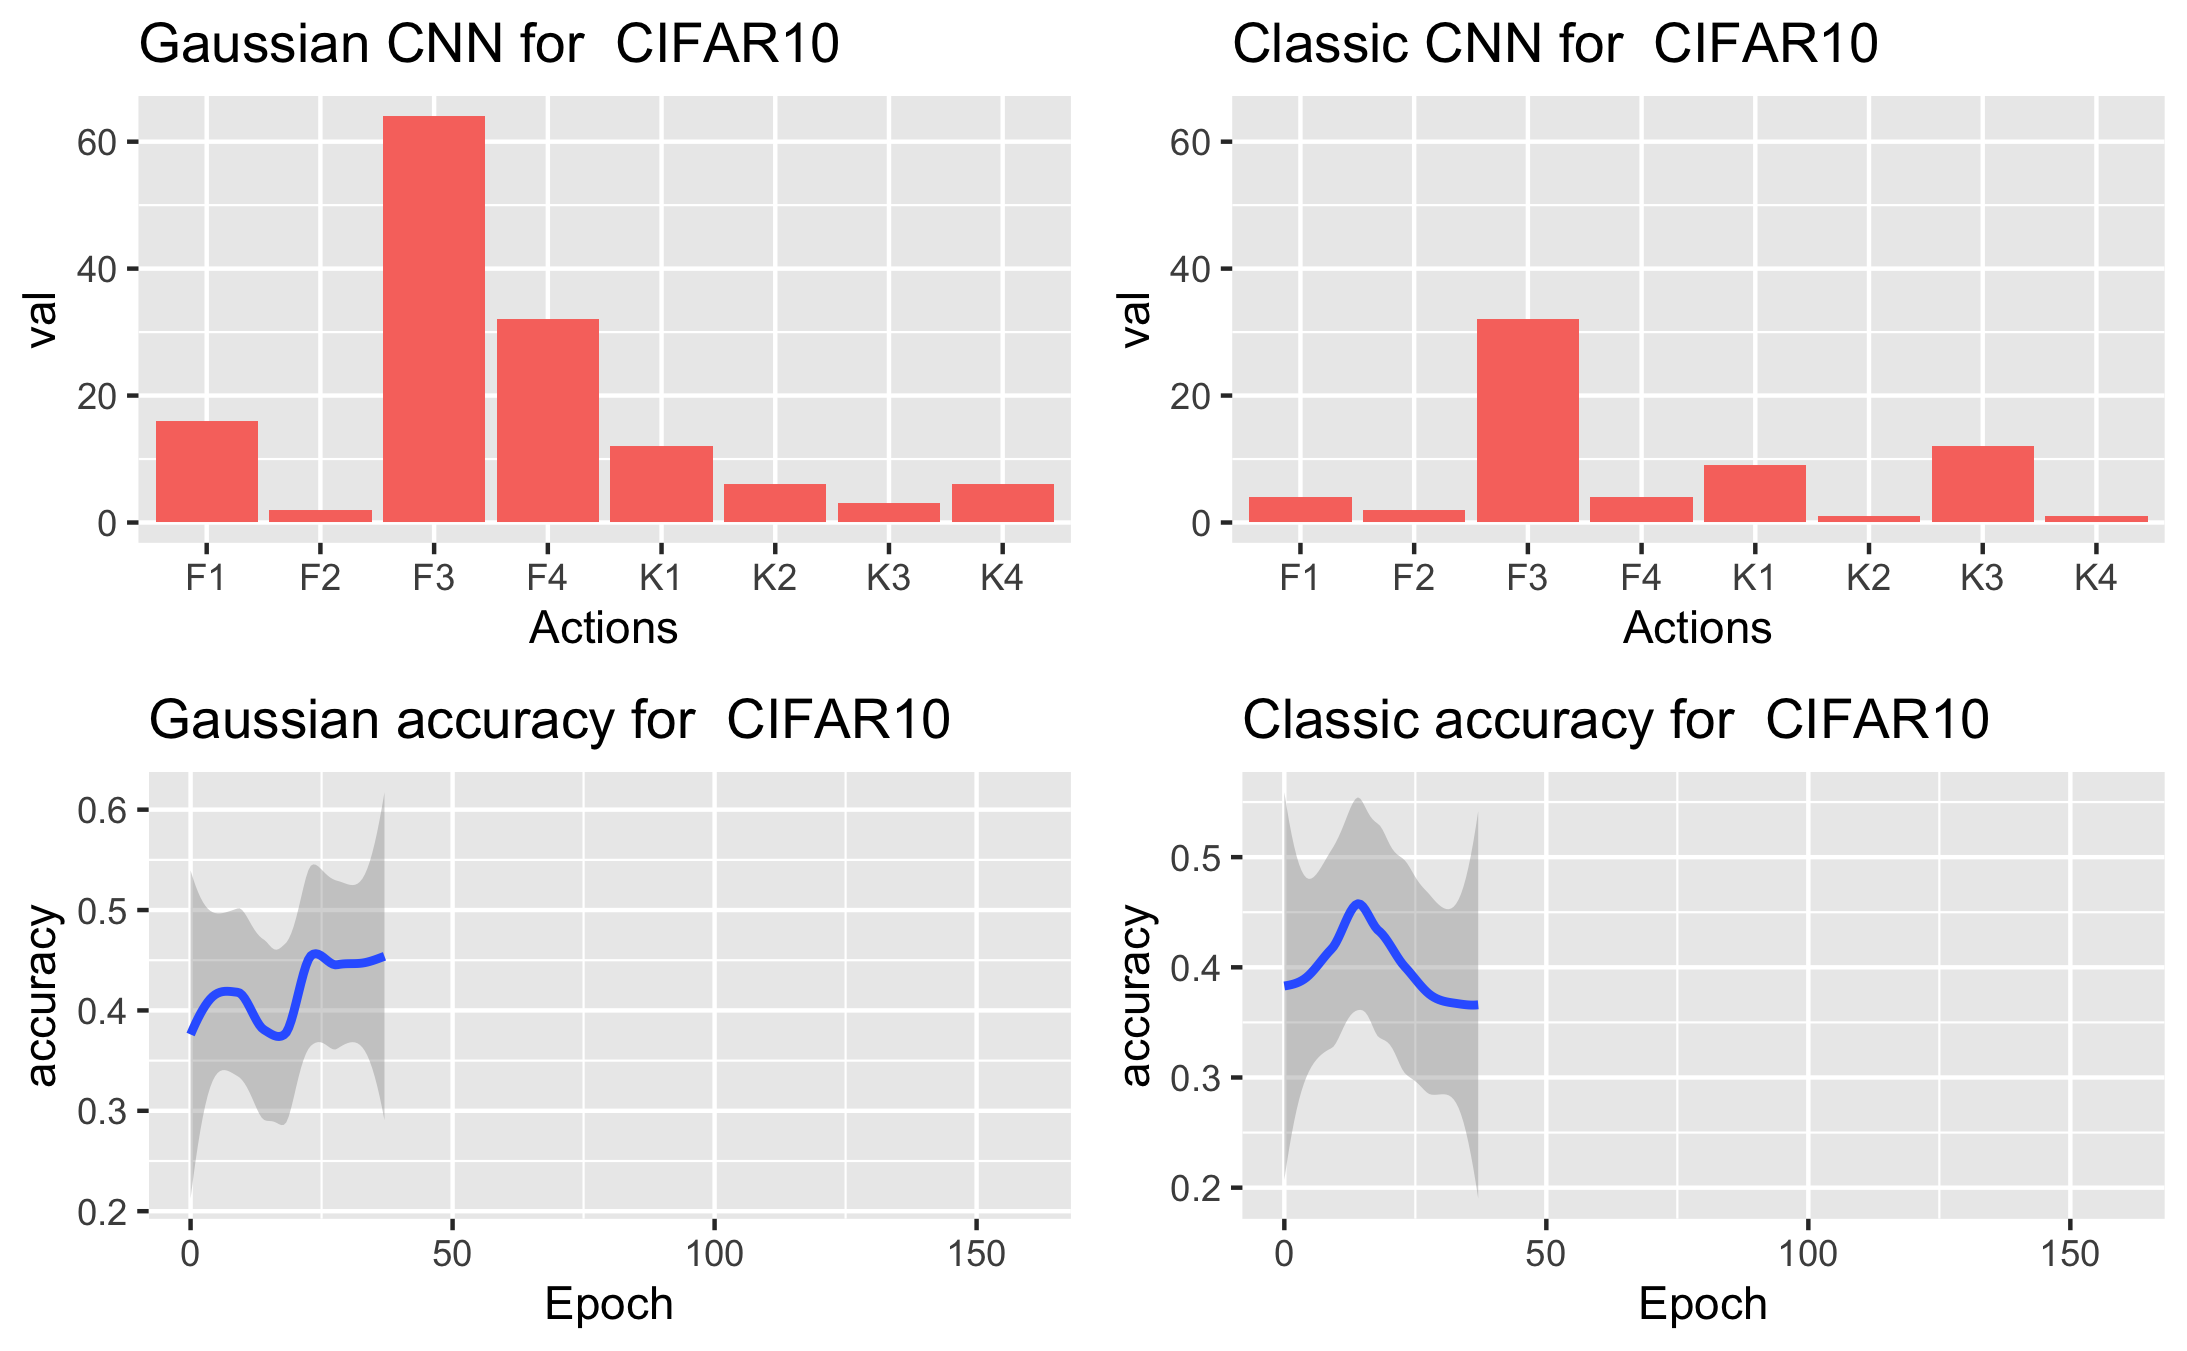 Gaussian CNN for  CIFAR10
val
60
40
20
0
F1 F2 F3 F4 K1 K2 K3 K4
Actions
Classic CNN for  CIFAR10
val
60
40
20
0
F1 F2 F3 F4 K1 K2 K3 K4
Actions
Gaussian accuracy for  CIFAR10
accuracy
0.6
0.5
0.4
0.3
0.2
0 50 100 150
Epoch
Classic accuracy for  CIFAR10
accuracy
0.5
0.4
0.3
0.2
0 50 100 150
Epoch